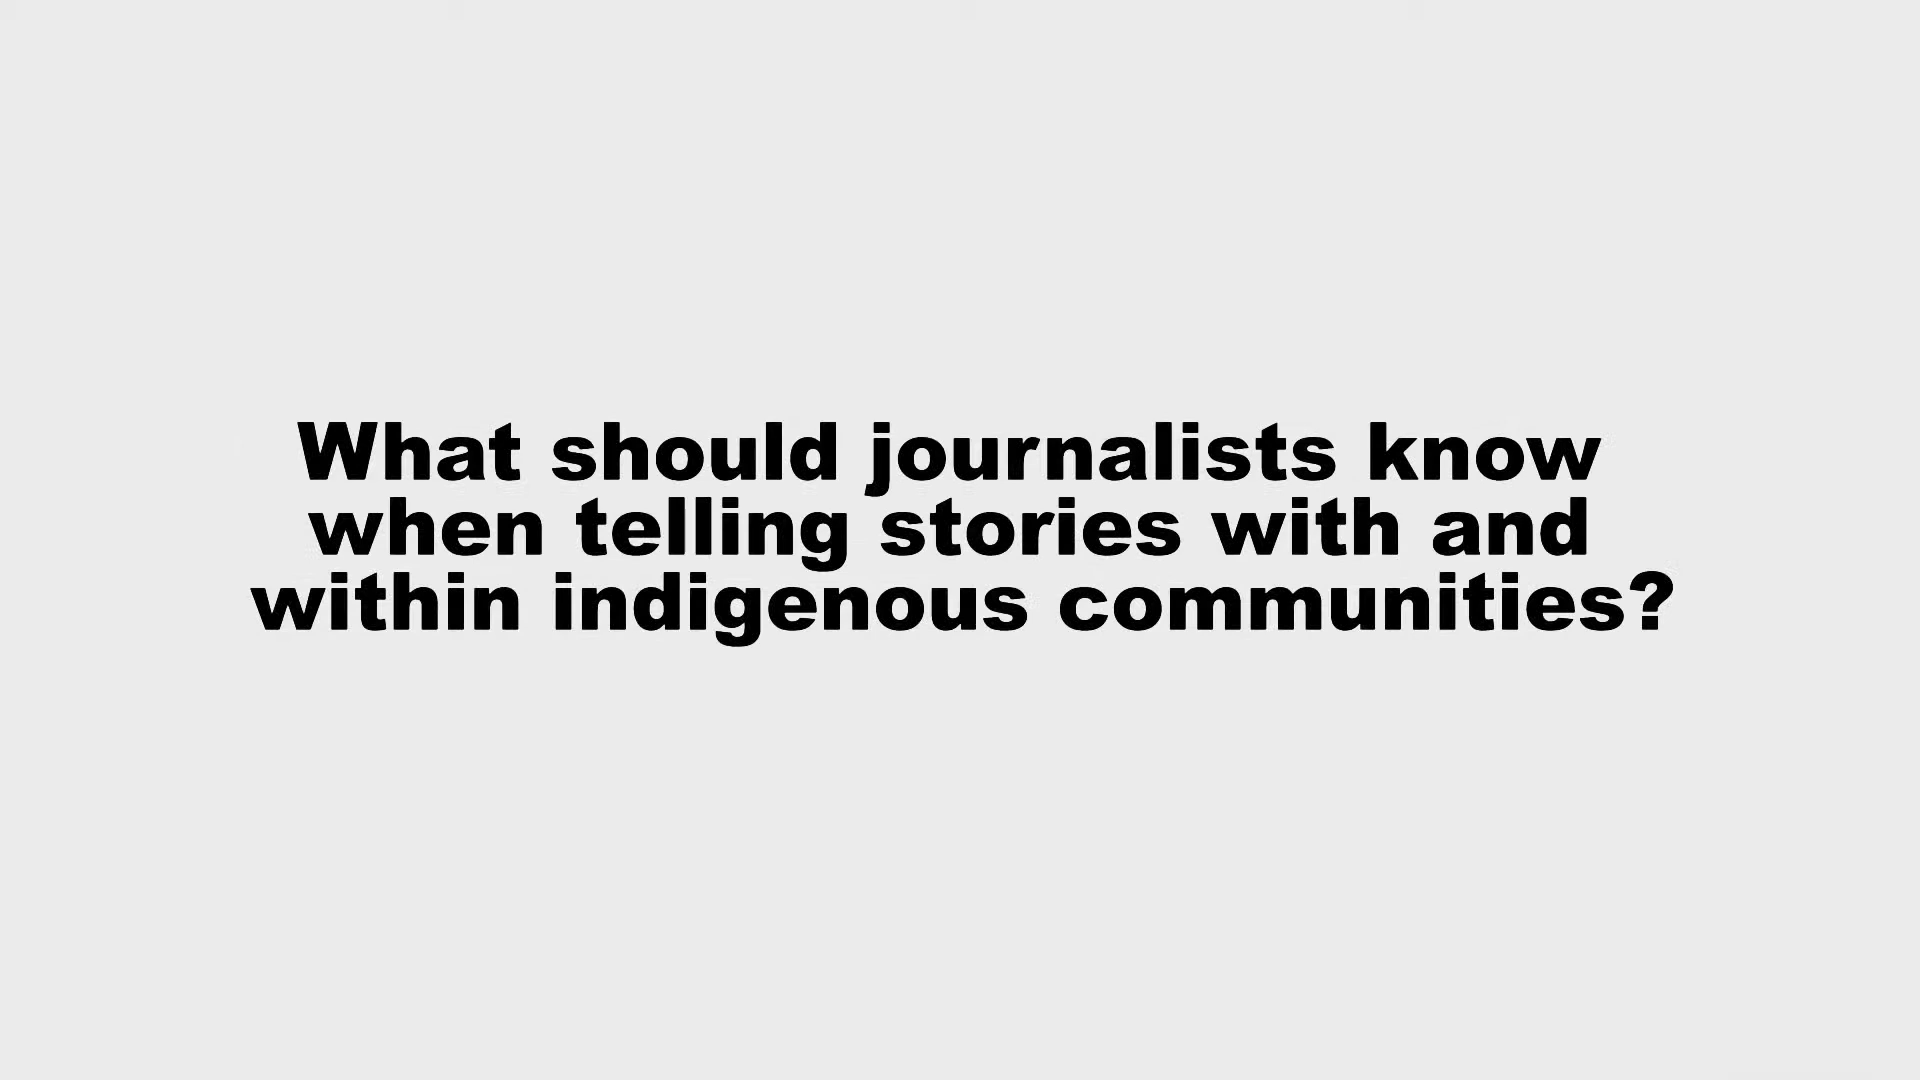 What should journalists know
when telling stories with and
within indigenous communities?